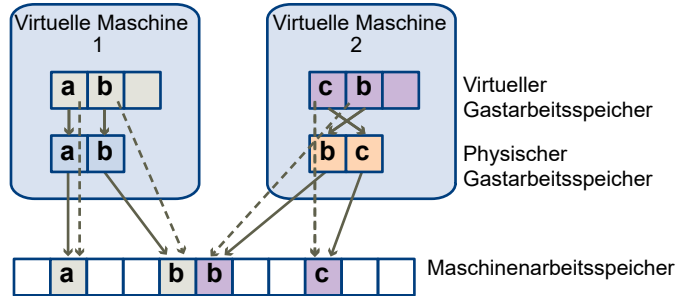 Virtuelle Maschine
1
Virtuelle Maschine
2
a b
c b
Virtueller
Gastarbeitsspeicher
a b
b c
Physischer
Gastarbeitsspeicher
a b b c
Maschinenarbeitsspeicher